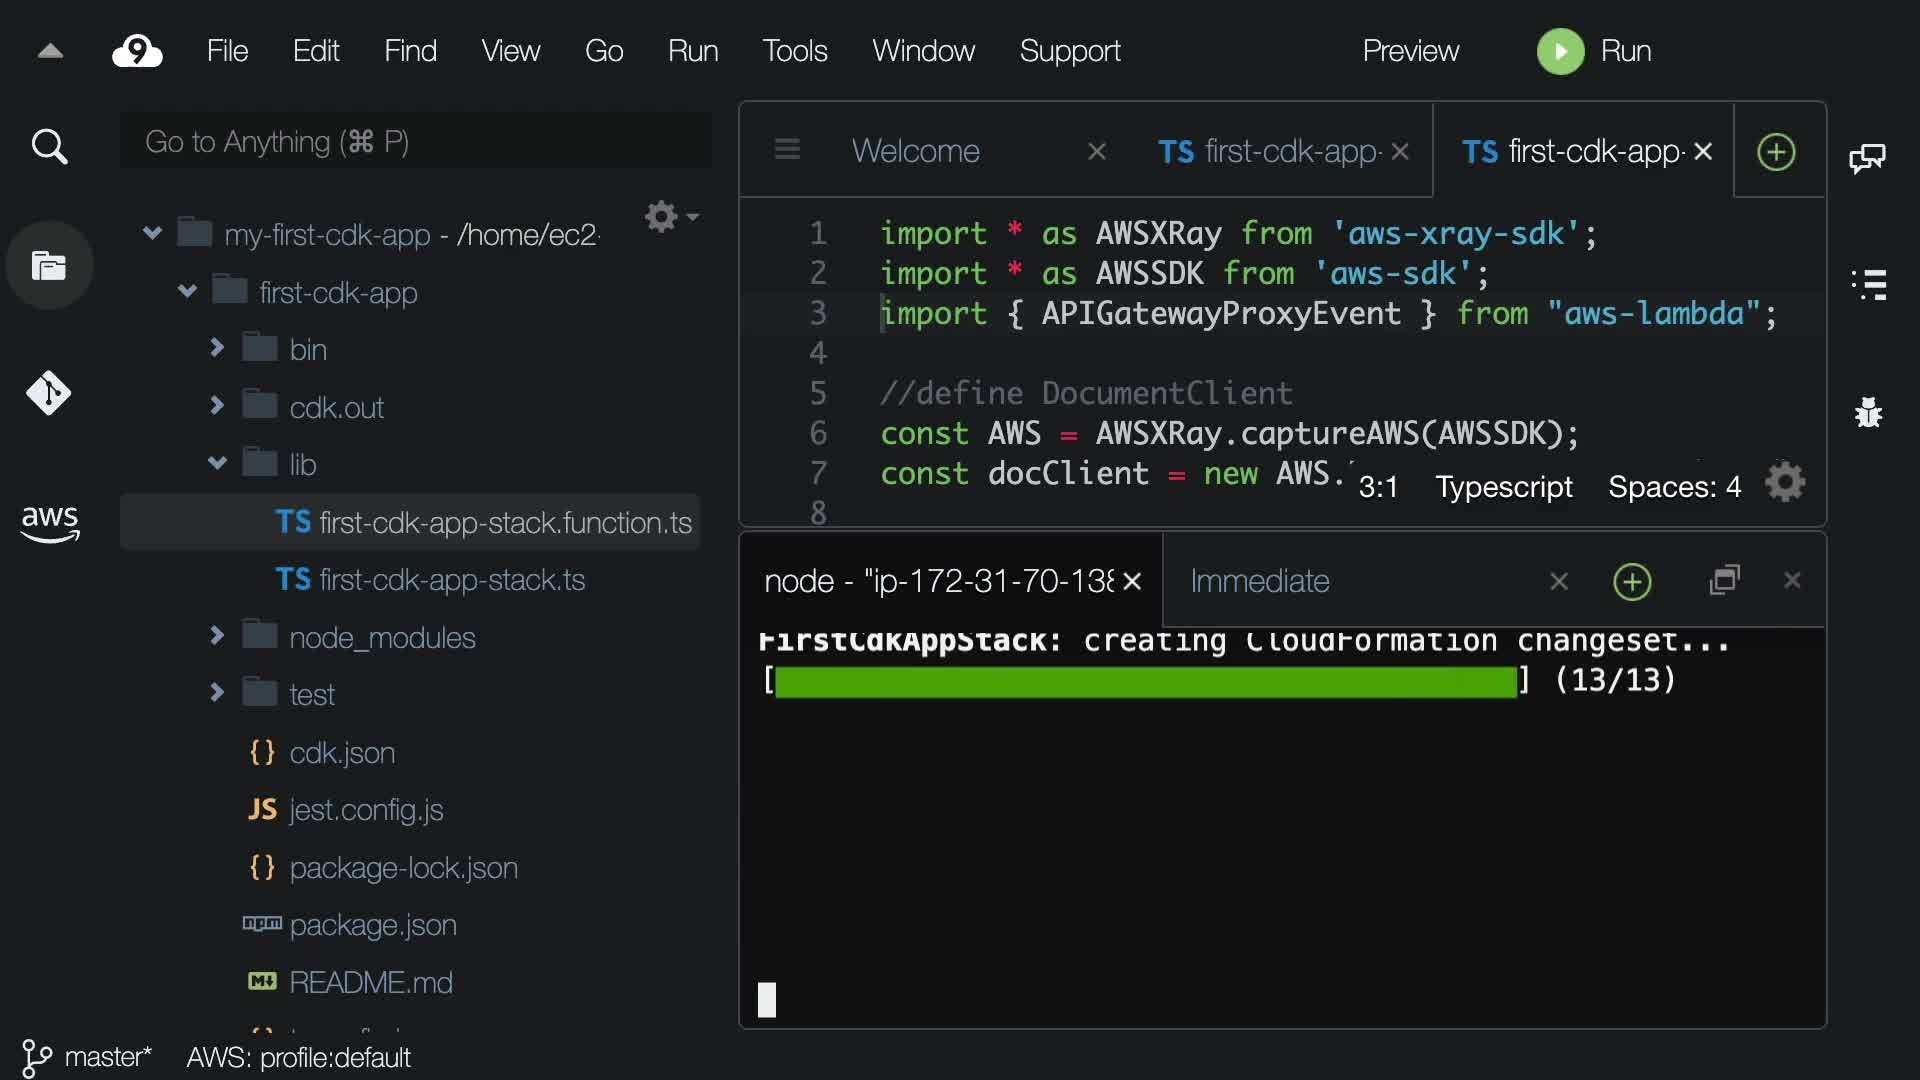 9 File Edit Find View Go Run Tools Window Support Preview Run
Go to Anything (⌘ P)
my-first-cdk-app - /home/ec2-
first-cdk-app
bin
cdk.out
lib
TS first-cdk-app-stack.function.ts
TS first-cdk-app-stack.ts
node_modules
test
{} cdk.json
JS jest.config.js
{} package-lock.json
npm package.json
M README.md
aws
master* AWS: profile:default
Welcome TS first-cdk-app- TS first-cdk-app-
1 import * as AWSXRay from 'aws-xray-sdk';
2 import * as AWSSDK from 'aws-sdk';
3 import { APIGatewayProxyEvent } from "aws-lambda";
4
5 //define DocumentClient
6 const AWS = AWSXRay.captureAWS(AWSSDK);
7 const docClient = new AWS.
8
3:1 Typescript Spaces: 4
node - "ip-172-31-70-138 Immediate
FirstCdkAppStack: creating CloudFormation changeset...
[ ] (13/13)